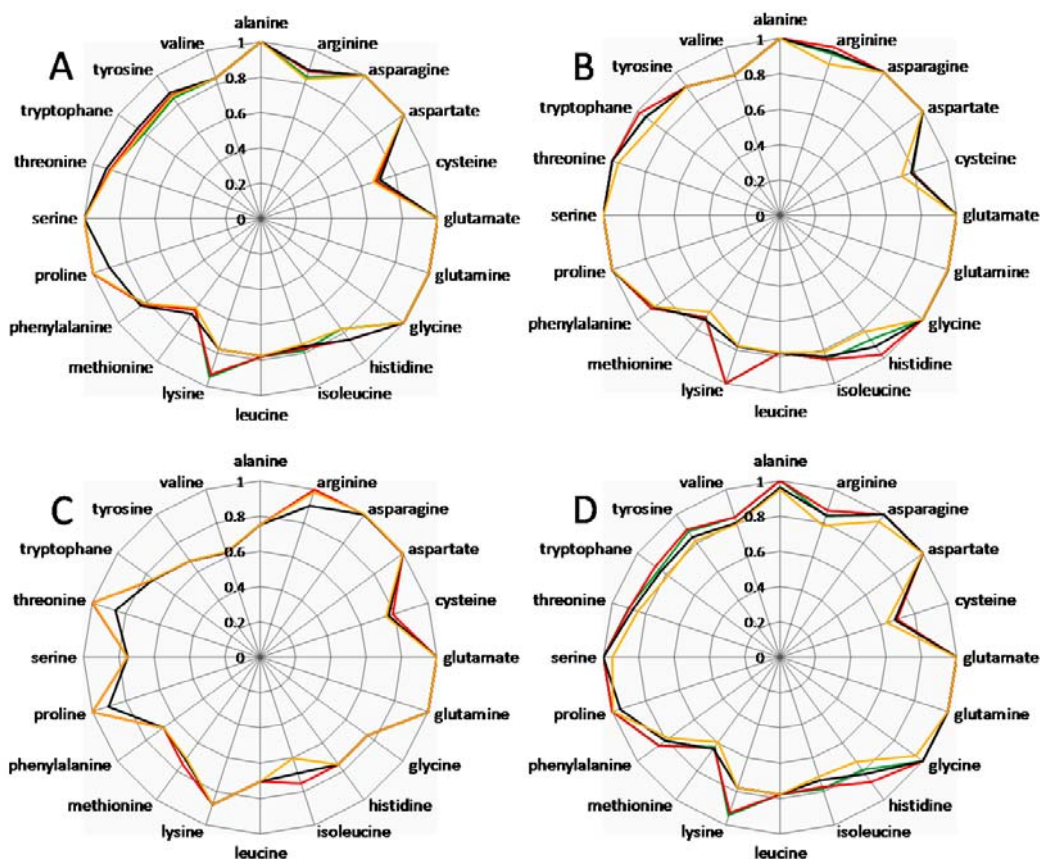 A
alanine
arginine
asparagine
aspartate
cysteine
glutamate
glutamine
glycine
histidine
isoleucine
leucine
lysine
methionine
phenylalanine
proline
serine
threonine
tryptophane
tyrosine
valine
1
0.8
0.6
0.4
0.2
0
B
alanine
arginine
asparagine
aspartate
cysteine
glutamate
glutamine
glycine
histidine
isoleucine
leucine
lysine
methionine
phenylalanine
proline
serine
threonine
tryptophane
tyrosine
valine
1
0.8
0.6
0.4
0.2
0
C
alanine
arginine
asparagine
aspartate
cysteine
glutamate
glutamine
glycine
histidine
isoleucine
leucine
lysine
methionine
phenylalanine
proline
serine
threonine
tryptophane
tyrosine
valine
1
0.8
0.6
0.4
0.2
0
D
alanine
arginine
asparagine
aspartate
cysteine
glutamate
glutamine
glycine
histidine
isoleucine
leucine
lysine
methionine
phenylalanine
proline
serine
threonine
tryptophane
tyrosine
valine
1
0.8
0.6
0.4
0.2
0